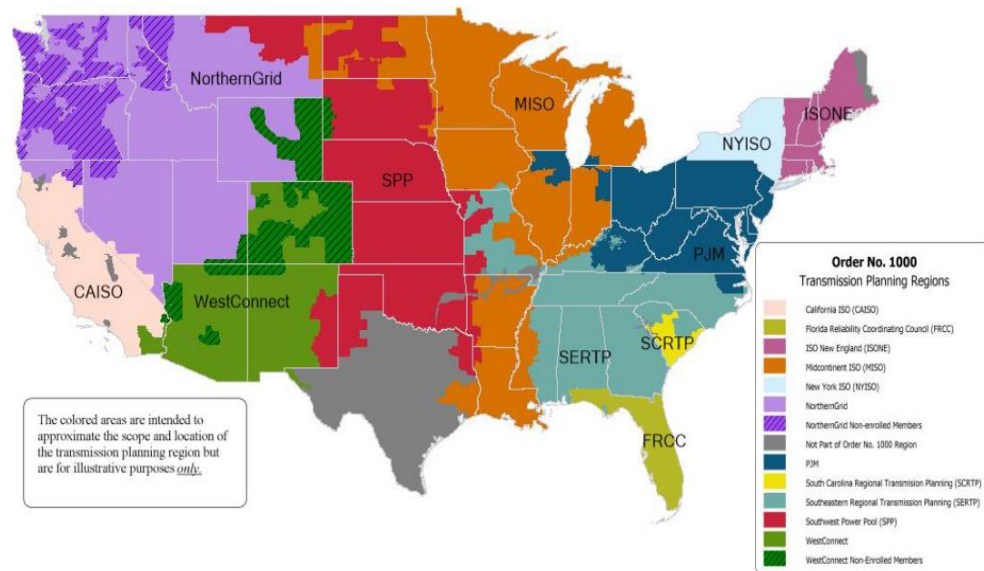 NorthernGrid
MISO
ISONE
NYISO
SPP
PJM
CAISO
WestConnect
SERTP
SCRTP
FRCC
The colored areas are intended to
approximate the scope and location of
the transmission planning region but
are for illustrative purposes only.
Order No. 1000
Transmission Planning Regions
California ISO (CAISO)
Florida Reliability Coordinating Council (FRCC)
ISO New England (ISONE)
Midcontinent ISO (MISO)
New York ISO (NYISO)
NorthernGrid
NorthernGrid Non-enrolled Members
Not Part of Order No. 1000 Region
PJM
South Carolina Regional Transmision Planning (SCRTP)
Southeastern Regional Transmission Planning (SERTP)
Southwest Power Pool (SPP)
WestConnect
WestConnect Non-Enrolled Members